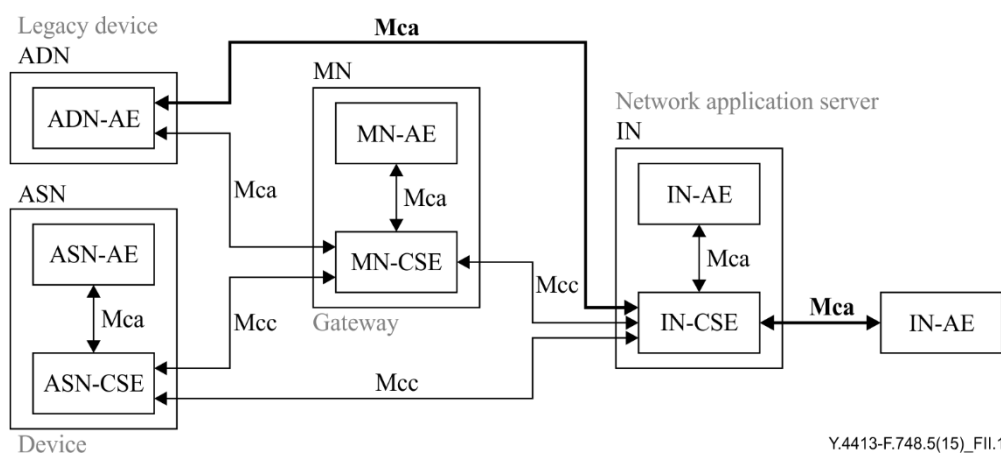 Legacy device
ADN
ADN-AE
Mca
MN
MN-AE
Mca
MN-CSE
Gateway
Mca
ASN
ASN-AE
Mca
ASN-CSE
Device
Mcc
Mcc
Mcc
Network application server
IN
IN-AE
Mca
IN-CSE
Mca
IN-AE
Y.4413-F.748.5(15)_FII.1